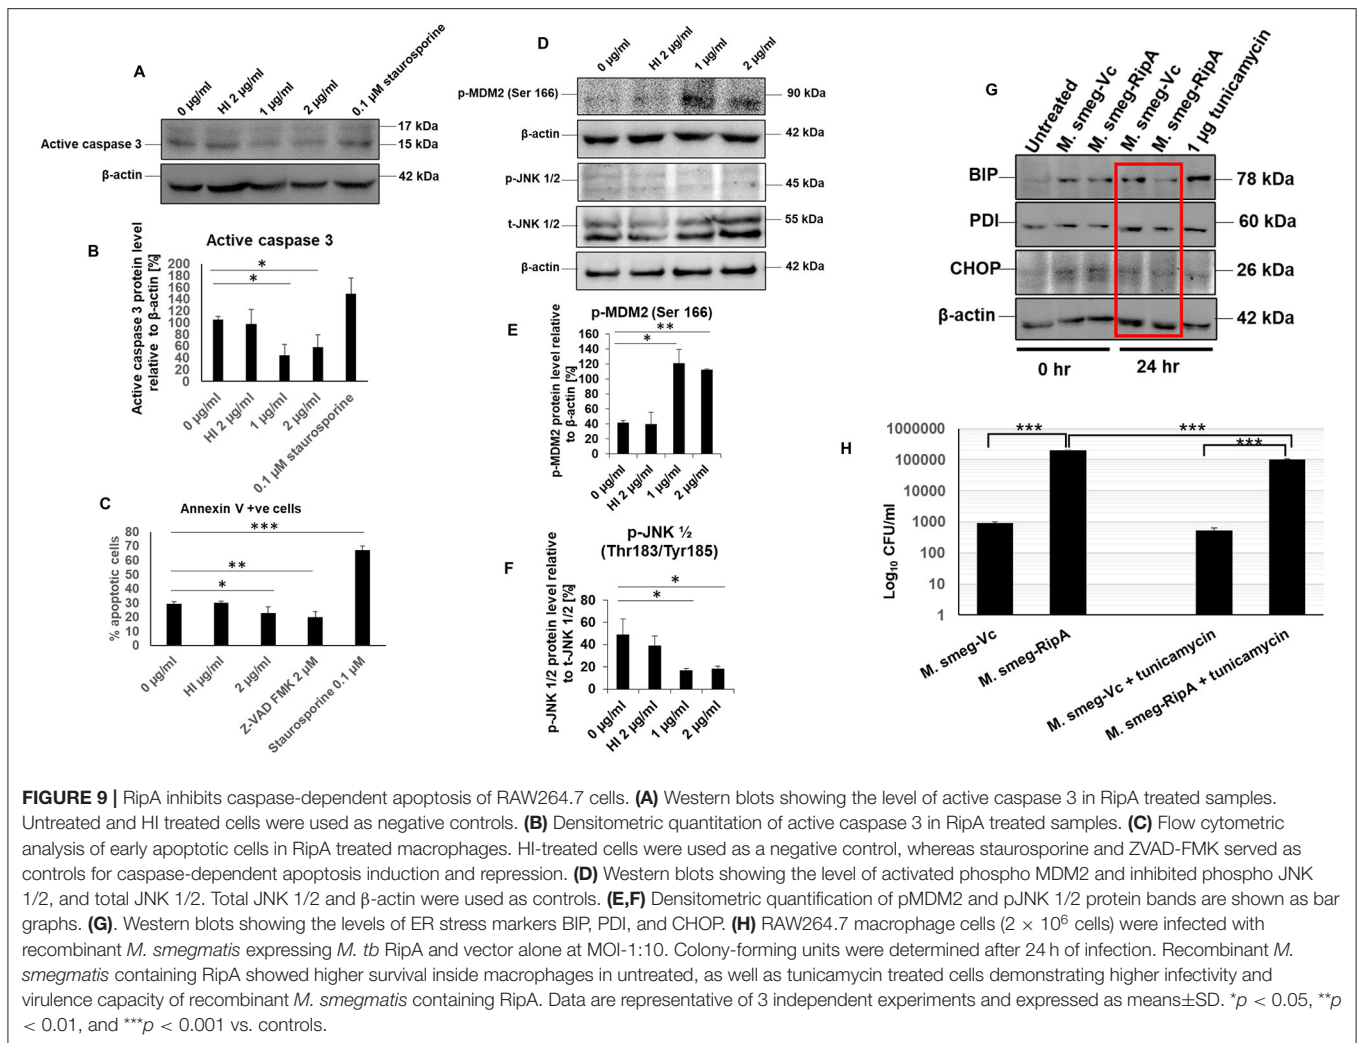 A
0 µg/ml
HI 2 µg/ml
1 µg/ml
2 µg/ml
0.1 µM staurosporine
Active caspase 3
17 kDa
15 kDa
β-actin
42 kDa
B
Active caspase 3
Active caspase 3 protein level
relative to β-actin [%]
200
180
160
140
120
100
80
60
40
20
0
*
*
0 µg/ml
HI 2 µg/ml
1 µg/ml
2 µg/ml
0.1 µM staurosporine
C
Annexin V +ve cells
% apoptotic cells
80
70
60
50
40
30
20
10
0
***
**
*
0 µg/ml
HI µg/ml
2 µg/ml
Z-VAD FMK 2 µM
Staurosporine 0.1 µM
D
0 µg/ml
HI 2 µg/ml
1 µg/ml
2 µg/ml
p-MDM2 (Ser 166)
90 kDa
β-actin
42 kDa
p-JNK 1/2
45 kDa
t-JNK 1/2
55 kDa
β-actin
42 kDa
E
p-MDM2 (Ser 166)
p-MDM2 protein level relative
to β-actin [%]
160
140
120
100
80
60
40
20
0
**
*
0 µg/ml
HI 2 µg/ml
1 µg/ml
2 µg/ml
F
p-JNK ½
(Thr183/Tyr185)
p-JNK 1/2 protein level relative
to t-JNK 1/2 [%]
80
60
40
20
0
*
*
0 µg/ml
HI 2 µg/ml
1 µg/ml
2 µg/ml
G
Untreated
M. smeg-Vc
M. smeg-RipA
M. smeg-Vc
M. smeg-RipA
1 µg tunicamycin
BIP
78 kDa
PDI
60 kDa
CHOP
26 kDa
β-actin
42 kDa
0 hr
24 hr
H
Log10 CFU/ml
1000000
100000
10000
1000
100
10
1
***
***
***
M. smeg-Vc
M. smeg-RipA
M. smeg-Vc + tunicamycin
M. smeg-RipA + tunicamycin
FIGURE 9 | RipA inhibits caspase-dependent apoptosis of RAW264.7 cells. (A) Western blots showing the level of active caspase 3 in RipA treated samples.
Untreated and HI treated cells were used as negative controls. (B) Densitometric quantitation of active caspase 3 in RipA treated samples. (C) Flow cytometric
analysis of early apoptotic cells in RipA treated macrophages. HI-treated cells were used as a negative control, whereas staurosporine and ZVAD-FMK served as
controls for caspase-dependent apoptosis induction and repression. (D) Western blots showing the level of activated phospho MDM2 and inhibited phospho JNK
1/2, and total JNK 1/2. Total JNK 1/2 and β-actin were used as controls. (E,F) Densitometric quantification of pMDM2 and pJNK 1/2 protein bands are shown as bar
graphs. (G). Western blots showing the levels of ER stress markers BIP, PDI, and CHOP. (H) RAW264.7 macrophage cells (2 × 10⁶ cells) were infected with
recombinant M. smegmatis expressing M. tb RipA and vector alone at MOI-1:10. Colony-forming units were determined after 24 h of infection. Recombinant M.
smegmatis containing RipA showed higher survival inside macrophages in untreated, as well as tunicamycin treated cells demonstrating higher infectivity and
virulence capacity of recombinant M. smegmatis containing RipA. Data are representative of 3 independent experiments and expressed as means±SD. *p < 0.05, **p
< 0.01, and ***p < 0.001 vs. controls.